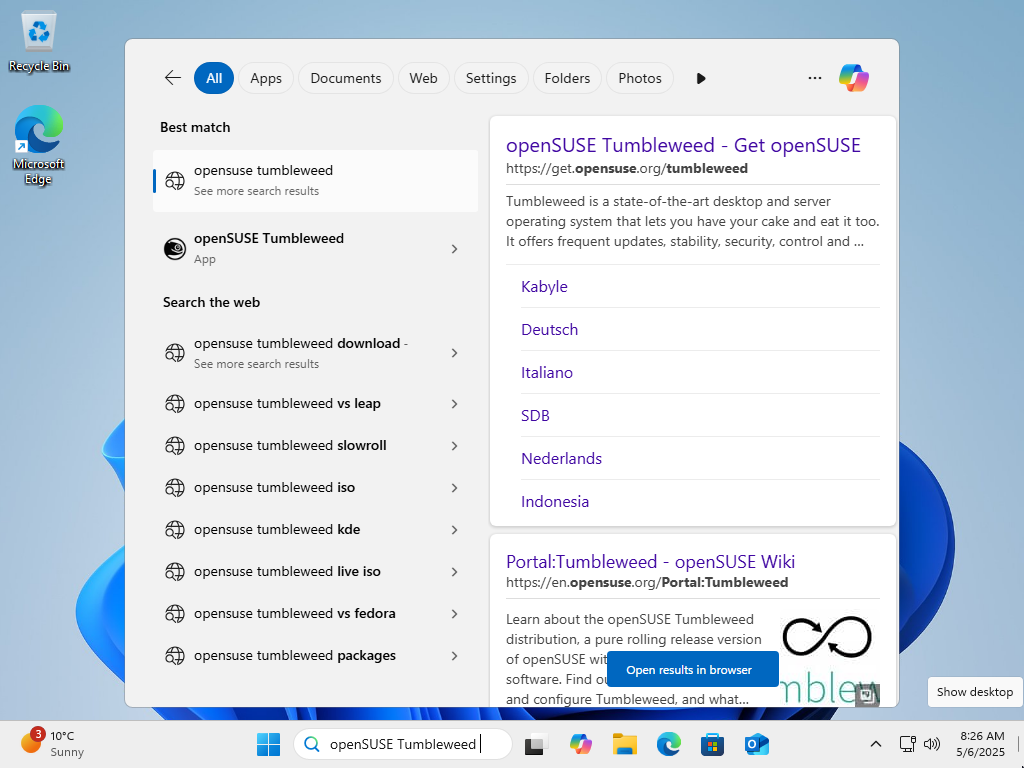 Recycle Bin
Microsoft
Edge
All
Apps
Documents
Web
Settings
Folders
Photos
Best match
opensuse tumbleweed
See more search results
openSUSE Tumbleweed
App
Search the web
opensuse tumbleweed download -
See more search results
opensuse tumbleweed vs leap
opensuse tumbleweed slowroll
opensuse tumbleweed iso
opensuse tumbleweed kde
opensuse tumbleweed live iso
opensuse tumbleweed vs fedora
opensuse tumbleweed packages
openSUSE Tumbleweed - Get openSUSE
https://get.opensuse.org/tumbleweed
Tumbleweed is a state-of-the-art desktop and server
operating system that lets you have your cake and eat it too.
It offers frequent updates, stability, security, control and ...
Kabyle
Deutsch
Italiano
SDB
Nederlands
Indonesia
Portal:Tumbleweed - openSUSE Wiki
https://en.opensuse.org/Portal:Tumbleweed
Learn about the openSUSE Tumbleweed
distribution, a pure rolling release version
of openSUSE
software. Find
and configure Tumbleweed, and what...
Open results in browser
Show desktop
3
10°C
Sunny
openSUSE Tumbleweed
8:26 AM
5/6/2025